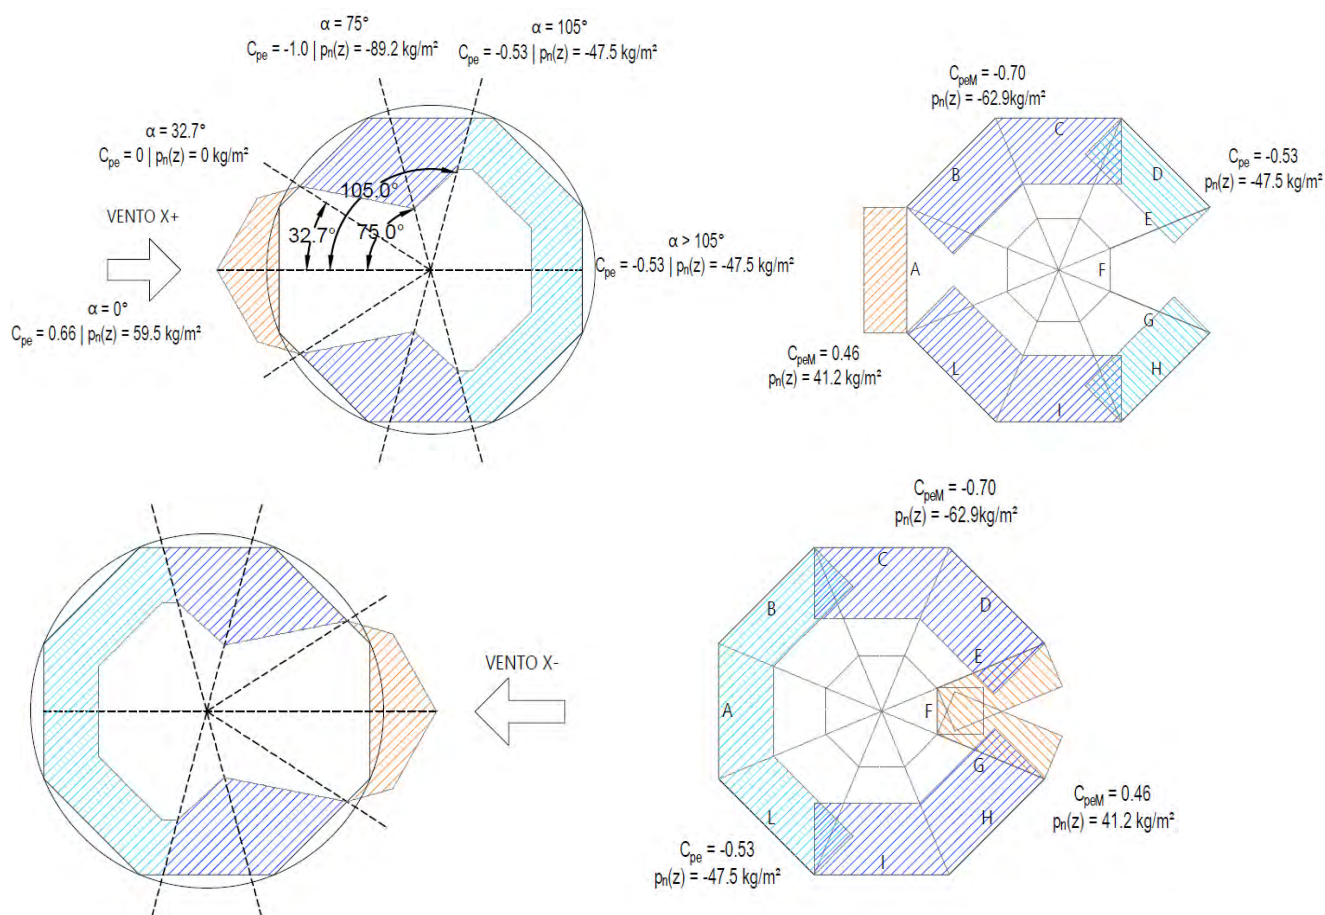 α = 75°
C_pe = -1.0 | p_n(z) = -89.2 kg/m²
α = 105°
C_pe = -0.53 | p_n(z) = -47.5 kg/m²
α = 32.7°
C_pe = 0 | p_n(z) = 0 kg/m²
VENTO X+
105.0°
32.7°
75.0°
α > 105°
C_pe = -0.53 | p_n(z) = -47.5 kg/m²
α = 0°
C_pe = 0.66 | p_n(z) = 59.5 kg/m²
C_peM = -0.70
p_n(z) = -62.9kg/m²
C_pe = -0.53
p_n(z) = -47.5 kg/m²
C
B
D
E
A
F
G
L
H
I
C_peM = 0.46
p_n(z) = 41.2 kg/m²
VENTO X-
C_peM = -0.70
p_n(z) = -62.9kg/m²
C
B
D
E
A
F
G
L
H
I
C_peM = 0.46
p_n(z) = 41.2 kg/m²
C_pe = -0.53
p_n(z) = -47.5 kg/m²